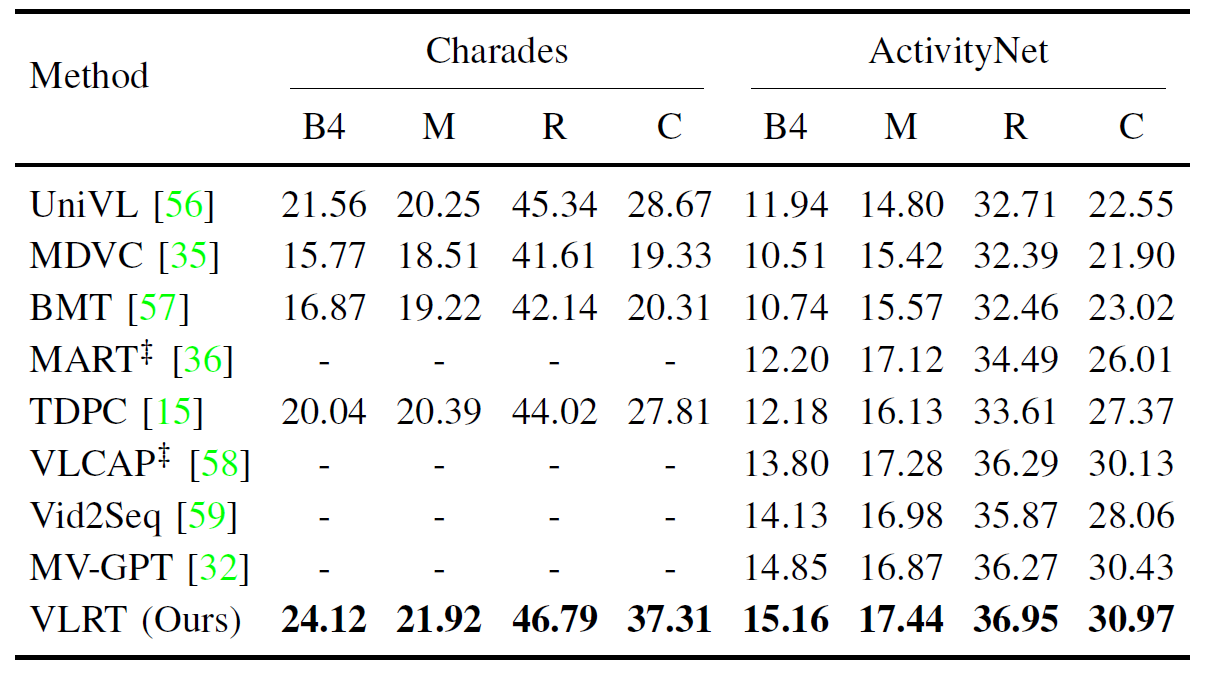 Method Charades ActivityNet
B4 M R C B4 M R C
UniVL [56] 21.56 20.25 45.34 28.67 11.94 14.80 32.71 22.55
MDVC [35] 15.77 18.51 41.61 19.33 10.51 15.42 32.39 21.90
BMT [57] 16.87 19.22 42.14 20.31 10.74 15.57 32.46 23.02
MART‡ [36] - - - - 12.20 17.12 34.49 26.01
TDPC [15] 20.04 20.39 44.02 27.81 12.18 16.13 33.61 27.37
VLCAP‡ [58] - - - - 13.80 17.28 36.29 30.13
Vid2Seq [59] - - - - 14.13 16.98 35.87 28.06
MV-GPT [32] - - - - 14.85 16.87 36.27 30.43
VLRT (Ours) 24.12 21.92 46.79 37.31 15.16 17.44 36.95 30.97